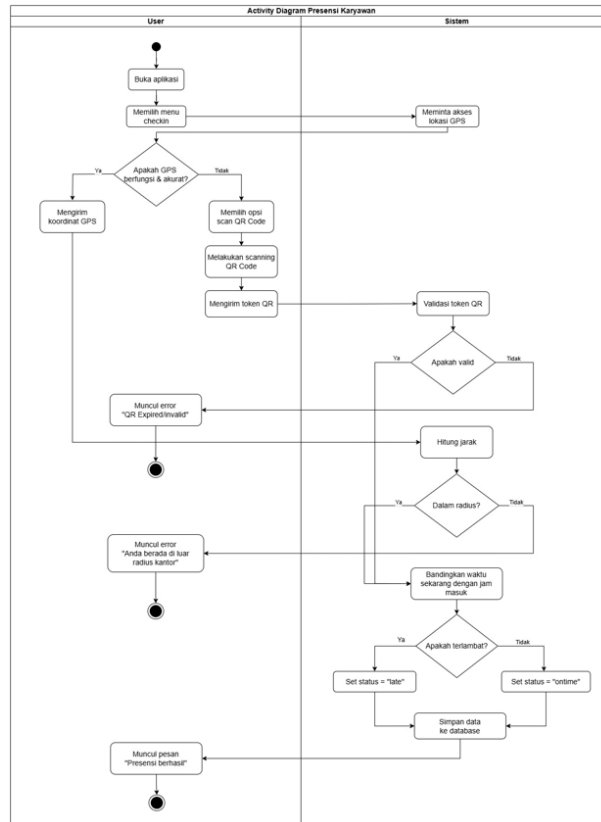 Activity Diagram Presensi Karyawan
User
Sistem
Buka aplikasi
Memilih menu
checkin
Meminta akses
lokasi GPS
Apakah GPS
berfungsi & akurat?
Ya
Tidak
Mengirim
koordinat GPS
Memilih opsi
scan QR Code
Melakukan scanning
QR Code
Mengirim token QR
Validasi token QR
Apakah valid
Ya
Tidak
Muncul error
"QR Expired/invalid"
Hitung jarak
Dalam radius?
Ya
Tidak
Muncul error
"Anda berada di luar
radius kantor"
Bandingkan waktu
sekarang dengan jam
masuk
Apakah terlambat?
Ya
Tidak
Set status = "late"
Set status = "ontime"
Simpan data
ke database
Muncul pesan
"Presensi berhasil"